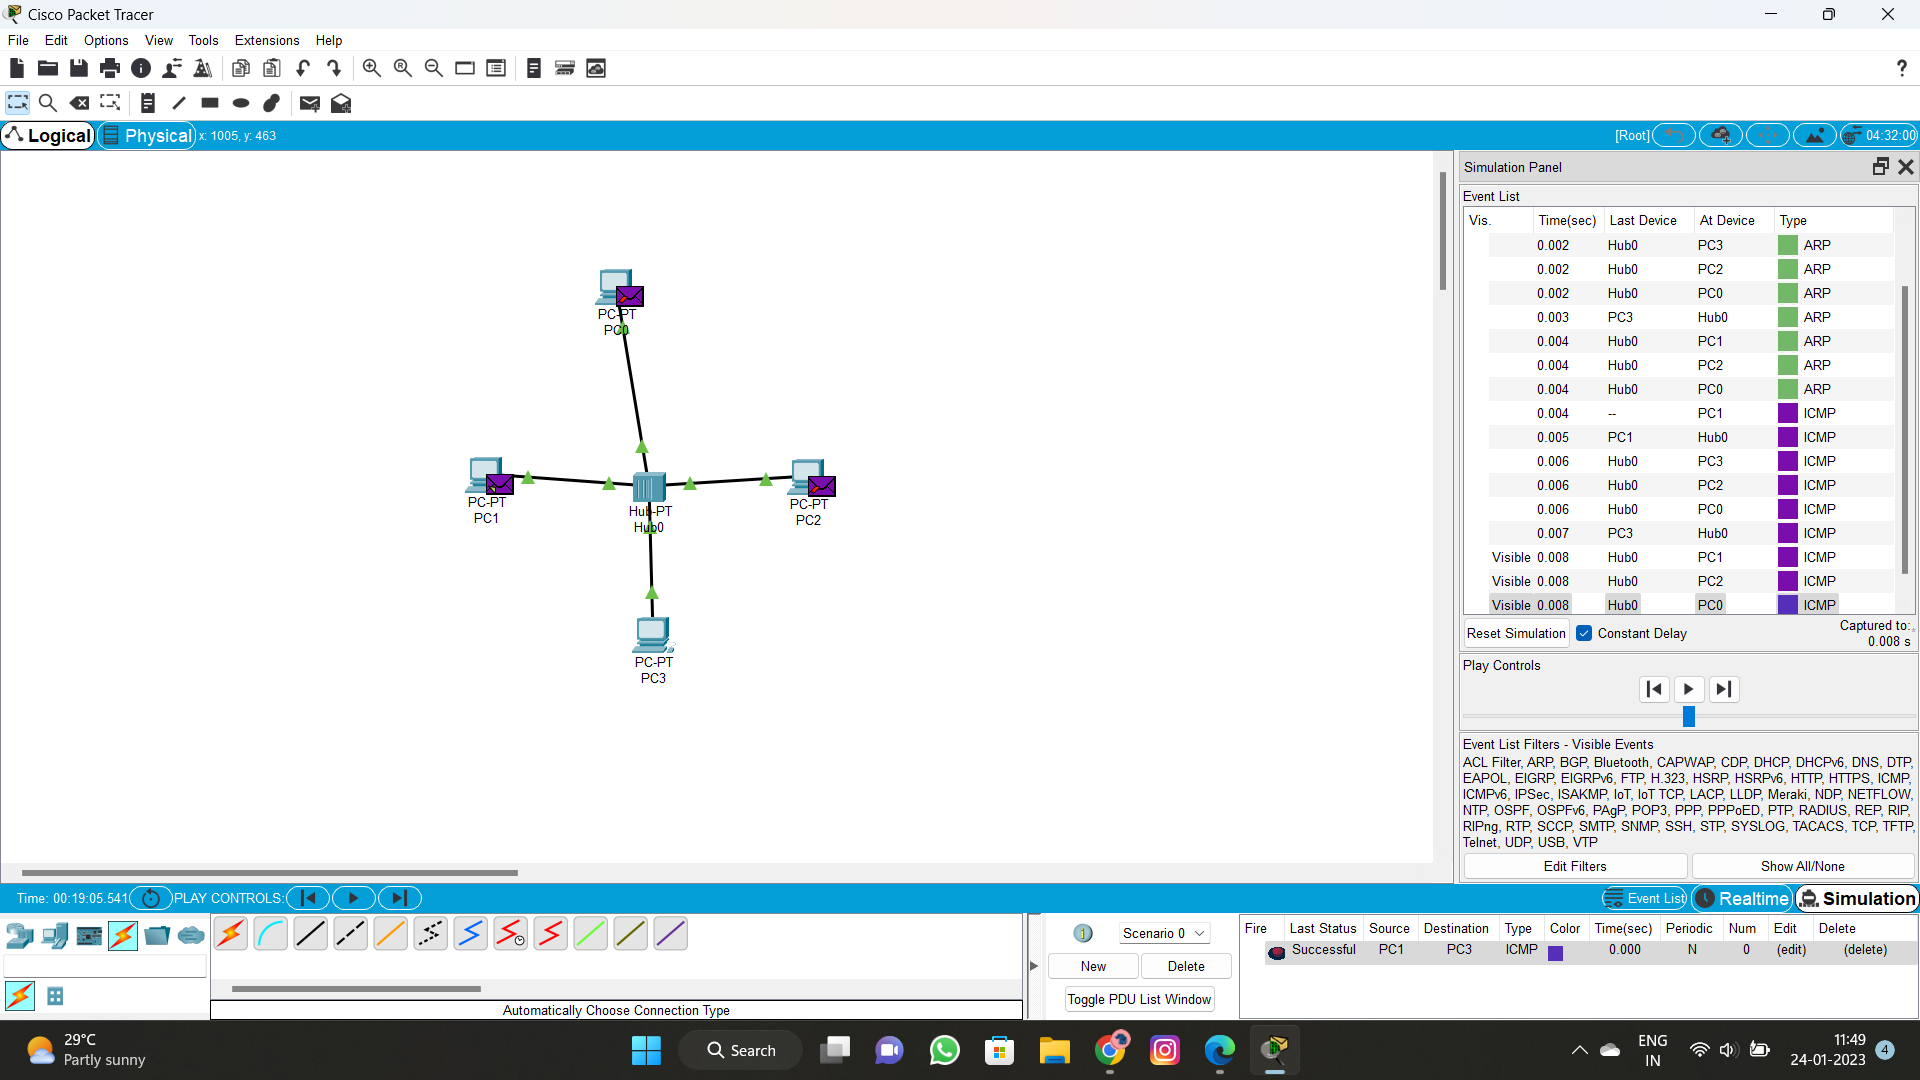 Cisco Packet Tracer
File Edit Options View Tools Extensions Help
?
Logical Physical x: 1005, y: 463 [Root] 04:32:00
Simulation Panel
Event List
Vis. Time(sec) Last Device At Device Type
0.002 Hub0 PC3 ARP
0.002 Hub0 PC2 ARP
0.002 Hub0 PC0 ARP
0.003 PC3 Hub0 ARP
0.004 Hub0 PC1 ARP
0.004 Hub0 PC2 ARP
0.004 Hub0 PC0 ARP
0.004 -- PC1 ICMP
0.005 PC1 Hub0 ICMP
0.006 Hub0 PC3 ICMP
0.006 Hub0 PC2 ICMP
0.006 Hub0 PC0 ICMP
0.007 PC3 Hub0 ICMP
Visible 0.008 Hub0 PC1 ICMP
Visible 0.008 Hub0 PC2 ICMP
Visible 0.008 Hub0 PC0 ICMP
Reset Simulation Constant Delay Captured to:
0.008 s
Play Controls
Event List Filters - Visible Events
ACL Filter, ARP, BGP, Bluetooth, CAPWAP, CDP, DHCP, DHCPv6, DNS, DTP,
EAPOL, EIGRP, EIGRPv6, FTP, H.323, HSRP, HSRPv6, HTTP, HTTPS, ICMP,
ICMPv6, IPSec, ISAKMP, IoT, IoT TCP, LACP, LLDP, Meraki, NDP, NETFLOW,
NTP, OSPF, OSPFv6, PAgP, POP3, PPP, PPPoED, PTP, RADIUS, REP, RIP,
RIPng, RTP, SCCP, SMTP, SNMP, SSH, STP, SYSLOG, TACACS, TCP, TFTP,
Telnet, UDP, USB, VTP
Edit Filters Show All/None
PC-PT
PC0
PC-PT
PC1
Hub-PT
Hub0
PC-PT
PC2
PC-PT
PC3
Time: 00:19:05.541 PLAY CONTROLS: Event List Realtime Simulation
Automatically Choose Connection Type
1 Scenario 0
New Delete
Toggle PDU List Window
Fire Last Status Source Destination Type Color Time(sec) Periodic Num Edit Delete
Successful PC1 PC3 ICMP 0.000 N 0 (edit) (delete)
29°C
Partly sunny
Search
ENG
IN
11:49
24-01-2023
4